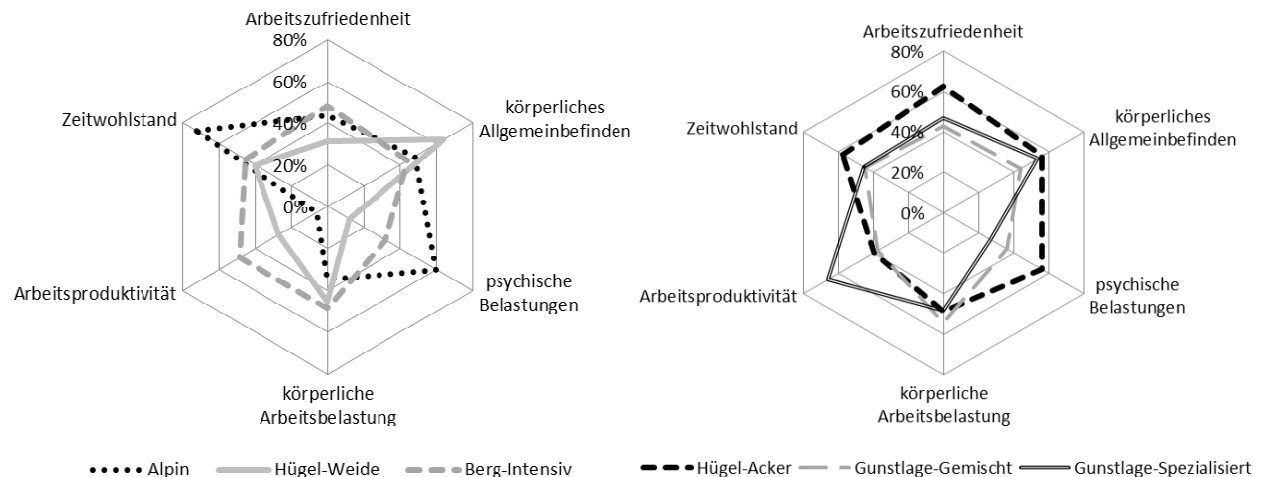 Arbeitszufriedenheit
80%
60%
40%
20%
0%
körperliches
Allgemeinbefinden
psychische
Belastungen
körperliche
Arbeitsbelastung
Arbeitsproduktivität
Zeitwohlstand
Alpin
Hügel-Weide
Berg-Intensiv
Arbeitszufriedenheit
80%
60%
40%
20%
0%
körperliches
Allgemeinbefinden
psychische
Belastungen
körperliche
Arbeitsbelastung
Arbeitsproduktivität
Zeitwohlstand
Hügel-Acker
Gunstlage-Gemischt
Gunstlage-Spezialisiert